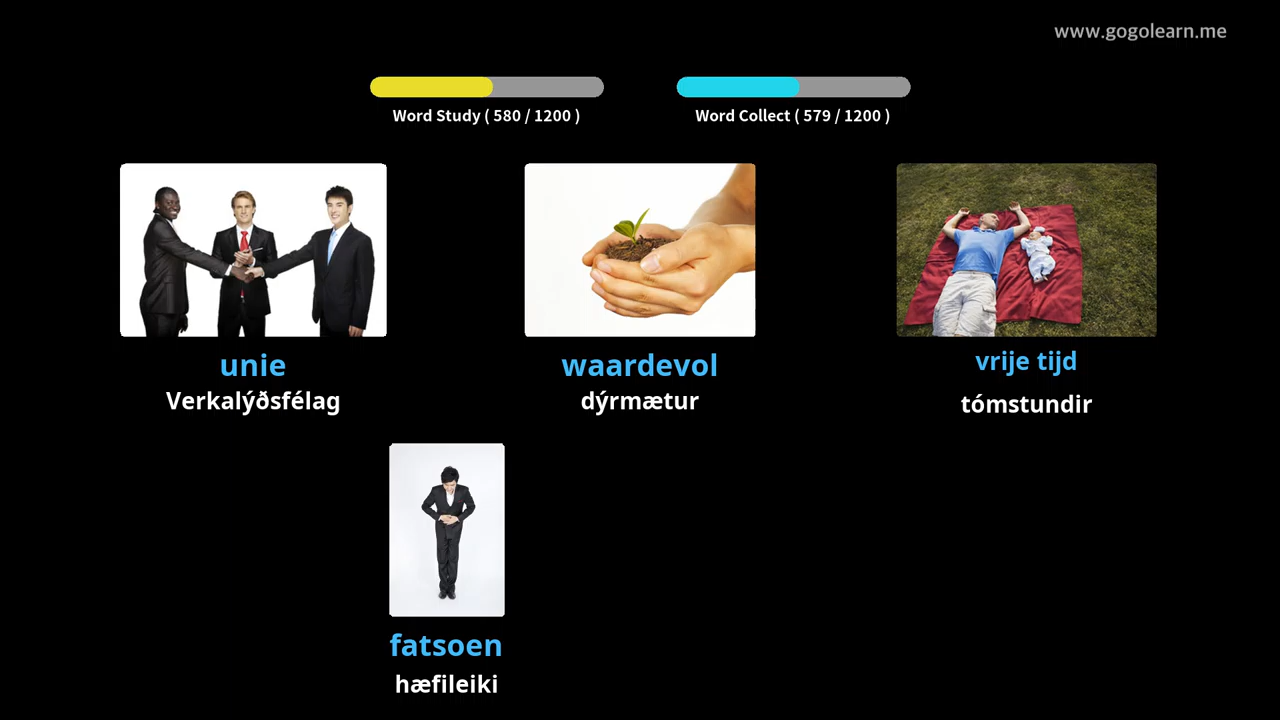 www.gogolearn.me
Word Study ( 580 / 1200 )
Word Collect ( 579 / 1200 )
unie
Verkalýðsfélag
waardevol
dýrmætur
vrije tijd
tómstundir
fatsoen
hæfileiki